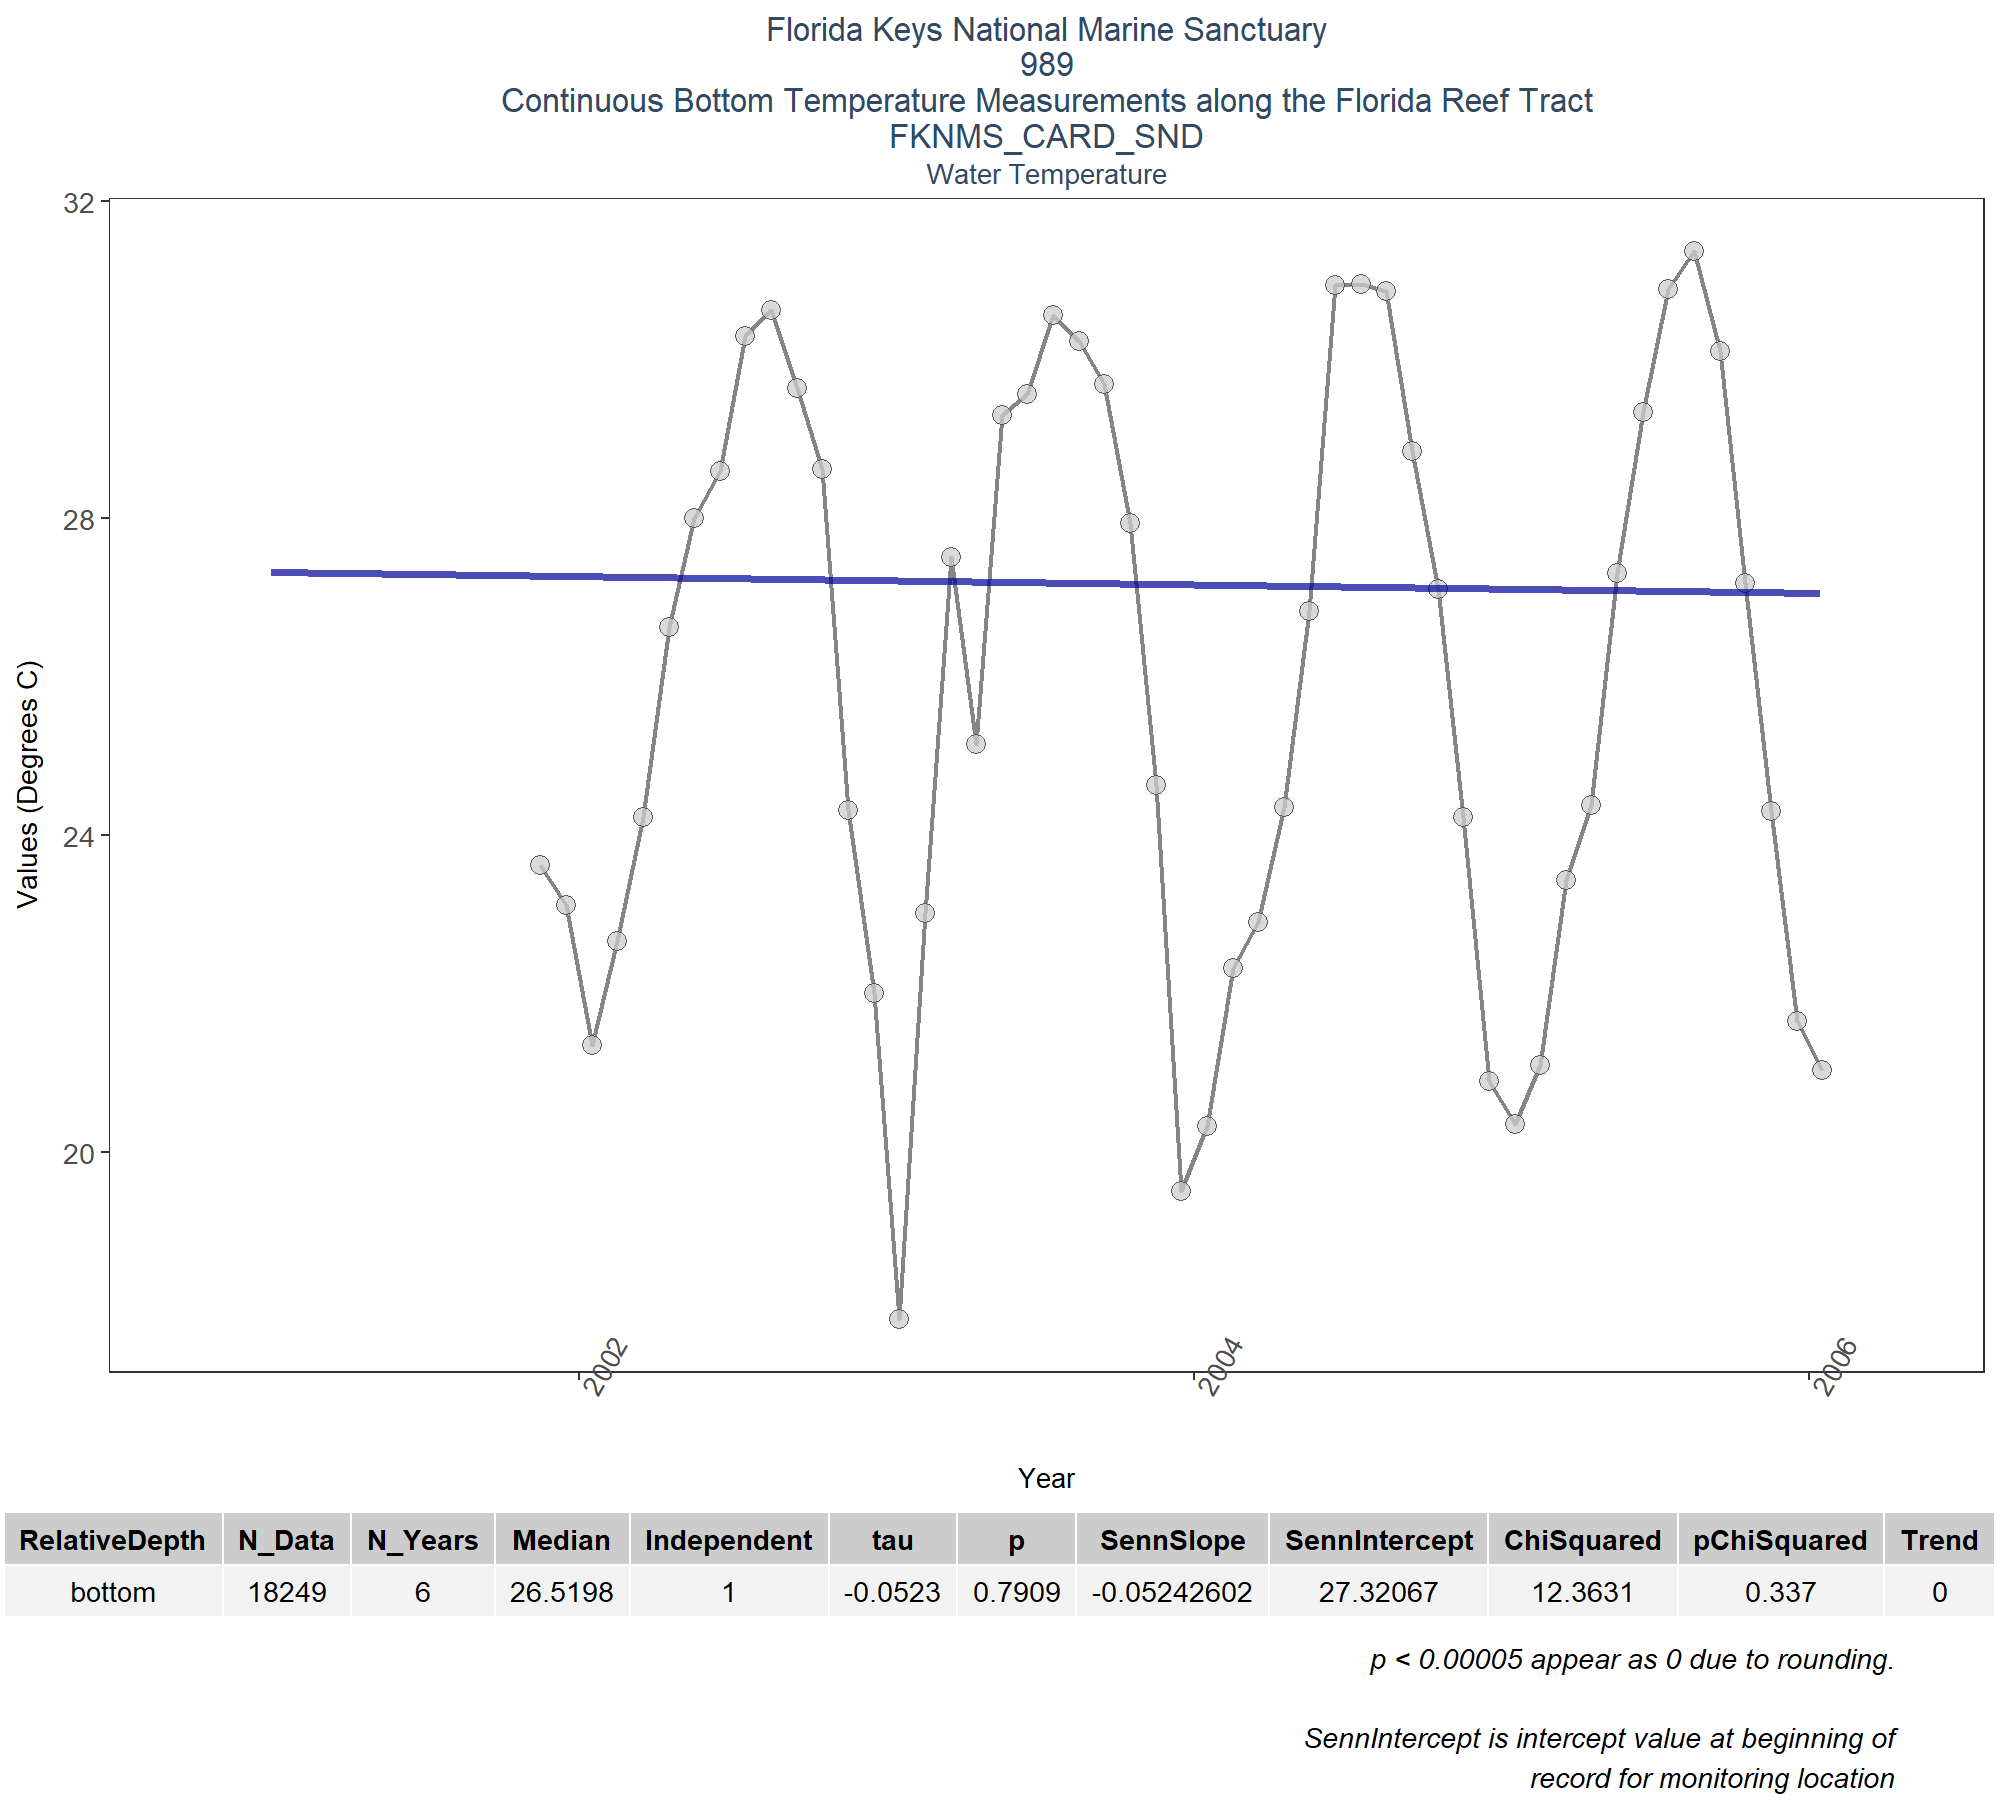 Florida Keys National Marine Sanctuary
989
Continuous Bottom Temperature Measurements along the Florida Reef Tract
FKNMS_CARD_SND
Water Temperature
32
28
24
20
Values (Degrees C)
2002
2004
2006
Year
RelativeDepth N_Data N_Years Median Independent tau p SennSlope SennIntercept ChiSquared pChiSquared Trend
bottom 18249 6 26.5198 1 -0.0523 0.7909 -0.05242602 27.32067 12.3631 0.337 0
p < 0.00005 appear as 0 due to rounding.
SennIntercept is intercept value at beginning of
record for monitoring location